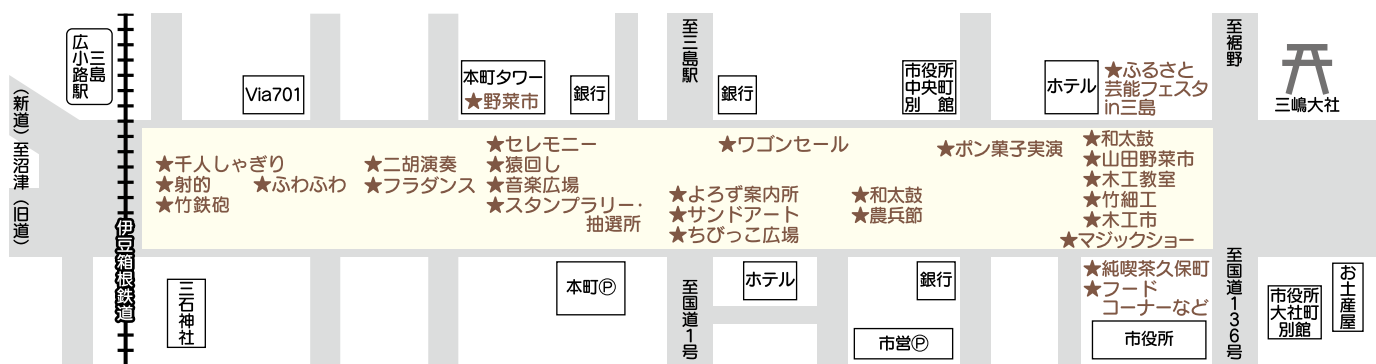 三島
広小路駅
Via701
本町タワー
★野菜市
銀行
至三島駅
銀行
市役所
中央町
別館
ホテル
★ふるさと
芸能フェスタ
in三島
至裾野
三嶋大社
(新道)至沼津(旧道)
★千人しゃぎり
★射的
★竹鉄砲
★ふわふわ
★二胡演奏
★フラダンス
★セレモニー
★猿回し
★音楽広場
★スタンプラリー・
抽選所
★ワゴンセール
★よろず案内所
★サンドアート
★ちびっこ広場
★和太鼓
★農兵節
★ポン菓子実演
★和太鼓
★山田野菜市
★木工教室
★竹細工
★木工市
★マジックショー
伊豆箱根鉄道
三石神社
本町Ⓟ
至国道1号
ホテル
銀行
市営Ⓟ
★純喫茶久保町
★フード
コーナーなど
市役所
至国道136号
市役所
大社町
別館
お土産屋